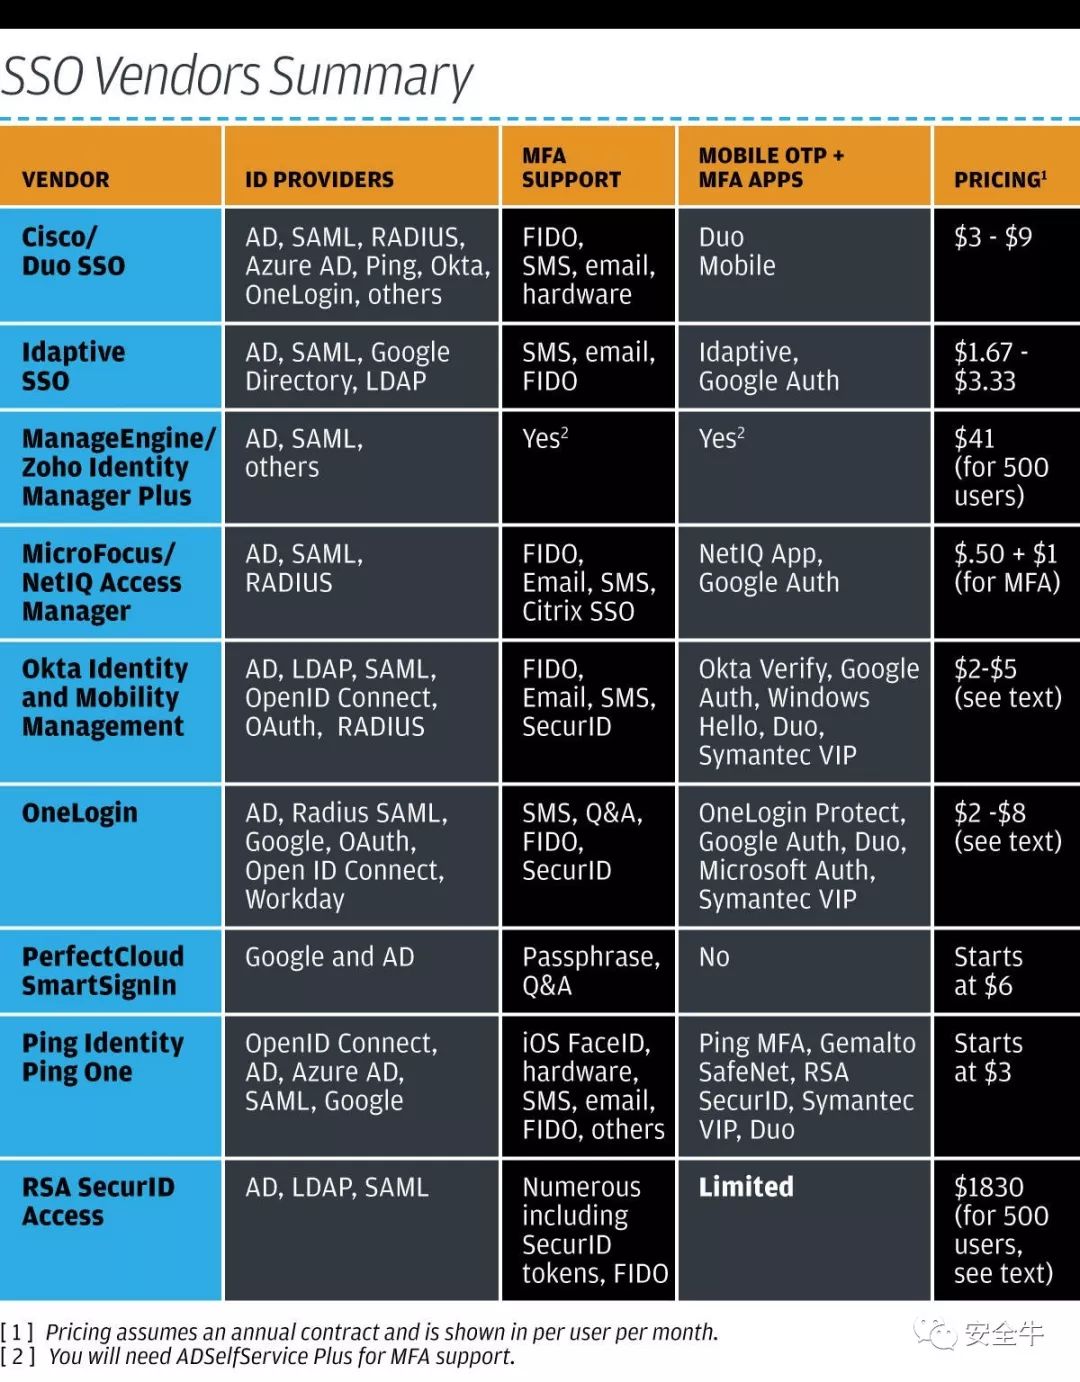 SSO Vendors Summary
VENDOR
ID PROVIDERS
MFA
SUPPORT
MOBILE OTP +
MFA APPS
PRICING¹
Cisco/
Duo SSO
AD, SAML, RADIUS,
Azure AD, Ping, Okta,
OneLogin, others
FIDO,
SMS, email,
hardware
Duo
Mobile
$3 - $9
Idaptive
SSO
AD, SAML, Google
Directory, LDAP
SMS, email,
FIDO
Idaptive,
Google Auth
$1.67 -
$3.33
ManageEngine/
Zoho Identity
Manager Plus
AD, SAML,
others
Yes²
Yes²
$41
(for 500
users)
MicroFocus/
NetIQ Access
Manager
AD, SAML,
RADIUS
FIDO,
Email, SMS,
Citrix SSO
NetIQ App,
Google Auth
$.50 + $1
(for MFA)
Okta Identity
and Mobility
Management
AD, LDAP, SAML,
OpenID Connect,
OAuth, RADIUS
FIDO,
Email, SMS,
SecurID
Okta Verify, Google
Auth, Windows
Hello, Duo,
Symantec VIP
$2-$5
(see text)
OneLogin
AD, Radius SAML,
Google, OAuth,
Open ID Connect,
Workday
SMS, Q&A,
FIDO,
SecurID
OneLogin Protect,
Google Auth, Duo,
Microsoft Auth,
Symantec VIP
$2 -$8
(see text)
PerfectCloud
SmartSignIn
Google and AD
Passphrase,
Q&A
No
Starts
at $6
Ping Identity
Ping One
OpenID Connect,
AD, Azure AD,
SAML, Google
iOS FaceID,
hardware,
SMS, email,
FIDO, others
Ping MFA, Gemalto
SafeNet, RSA
SecurID, Symantec
VIP, Duo
Starts
at $3
RSA SecurID
Access
AD, LDAP, SAML
Numerous
including
SecurID
tokens, FIDO
Limited
$1830
(for 500
users,
see text)
[ 1 ] Pricing assumes an annual contract and is shown in per user per month.
[ 2 ] You will need ADSelfService Plus for MFA support.
安全牛